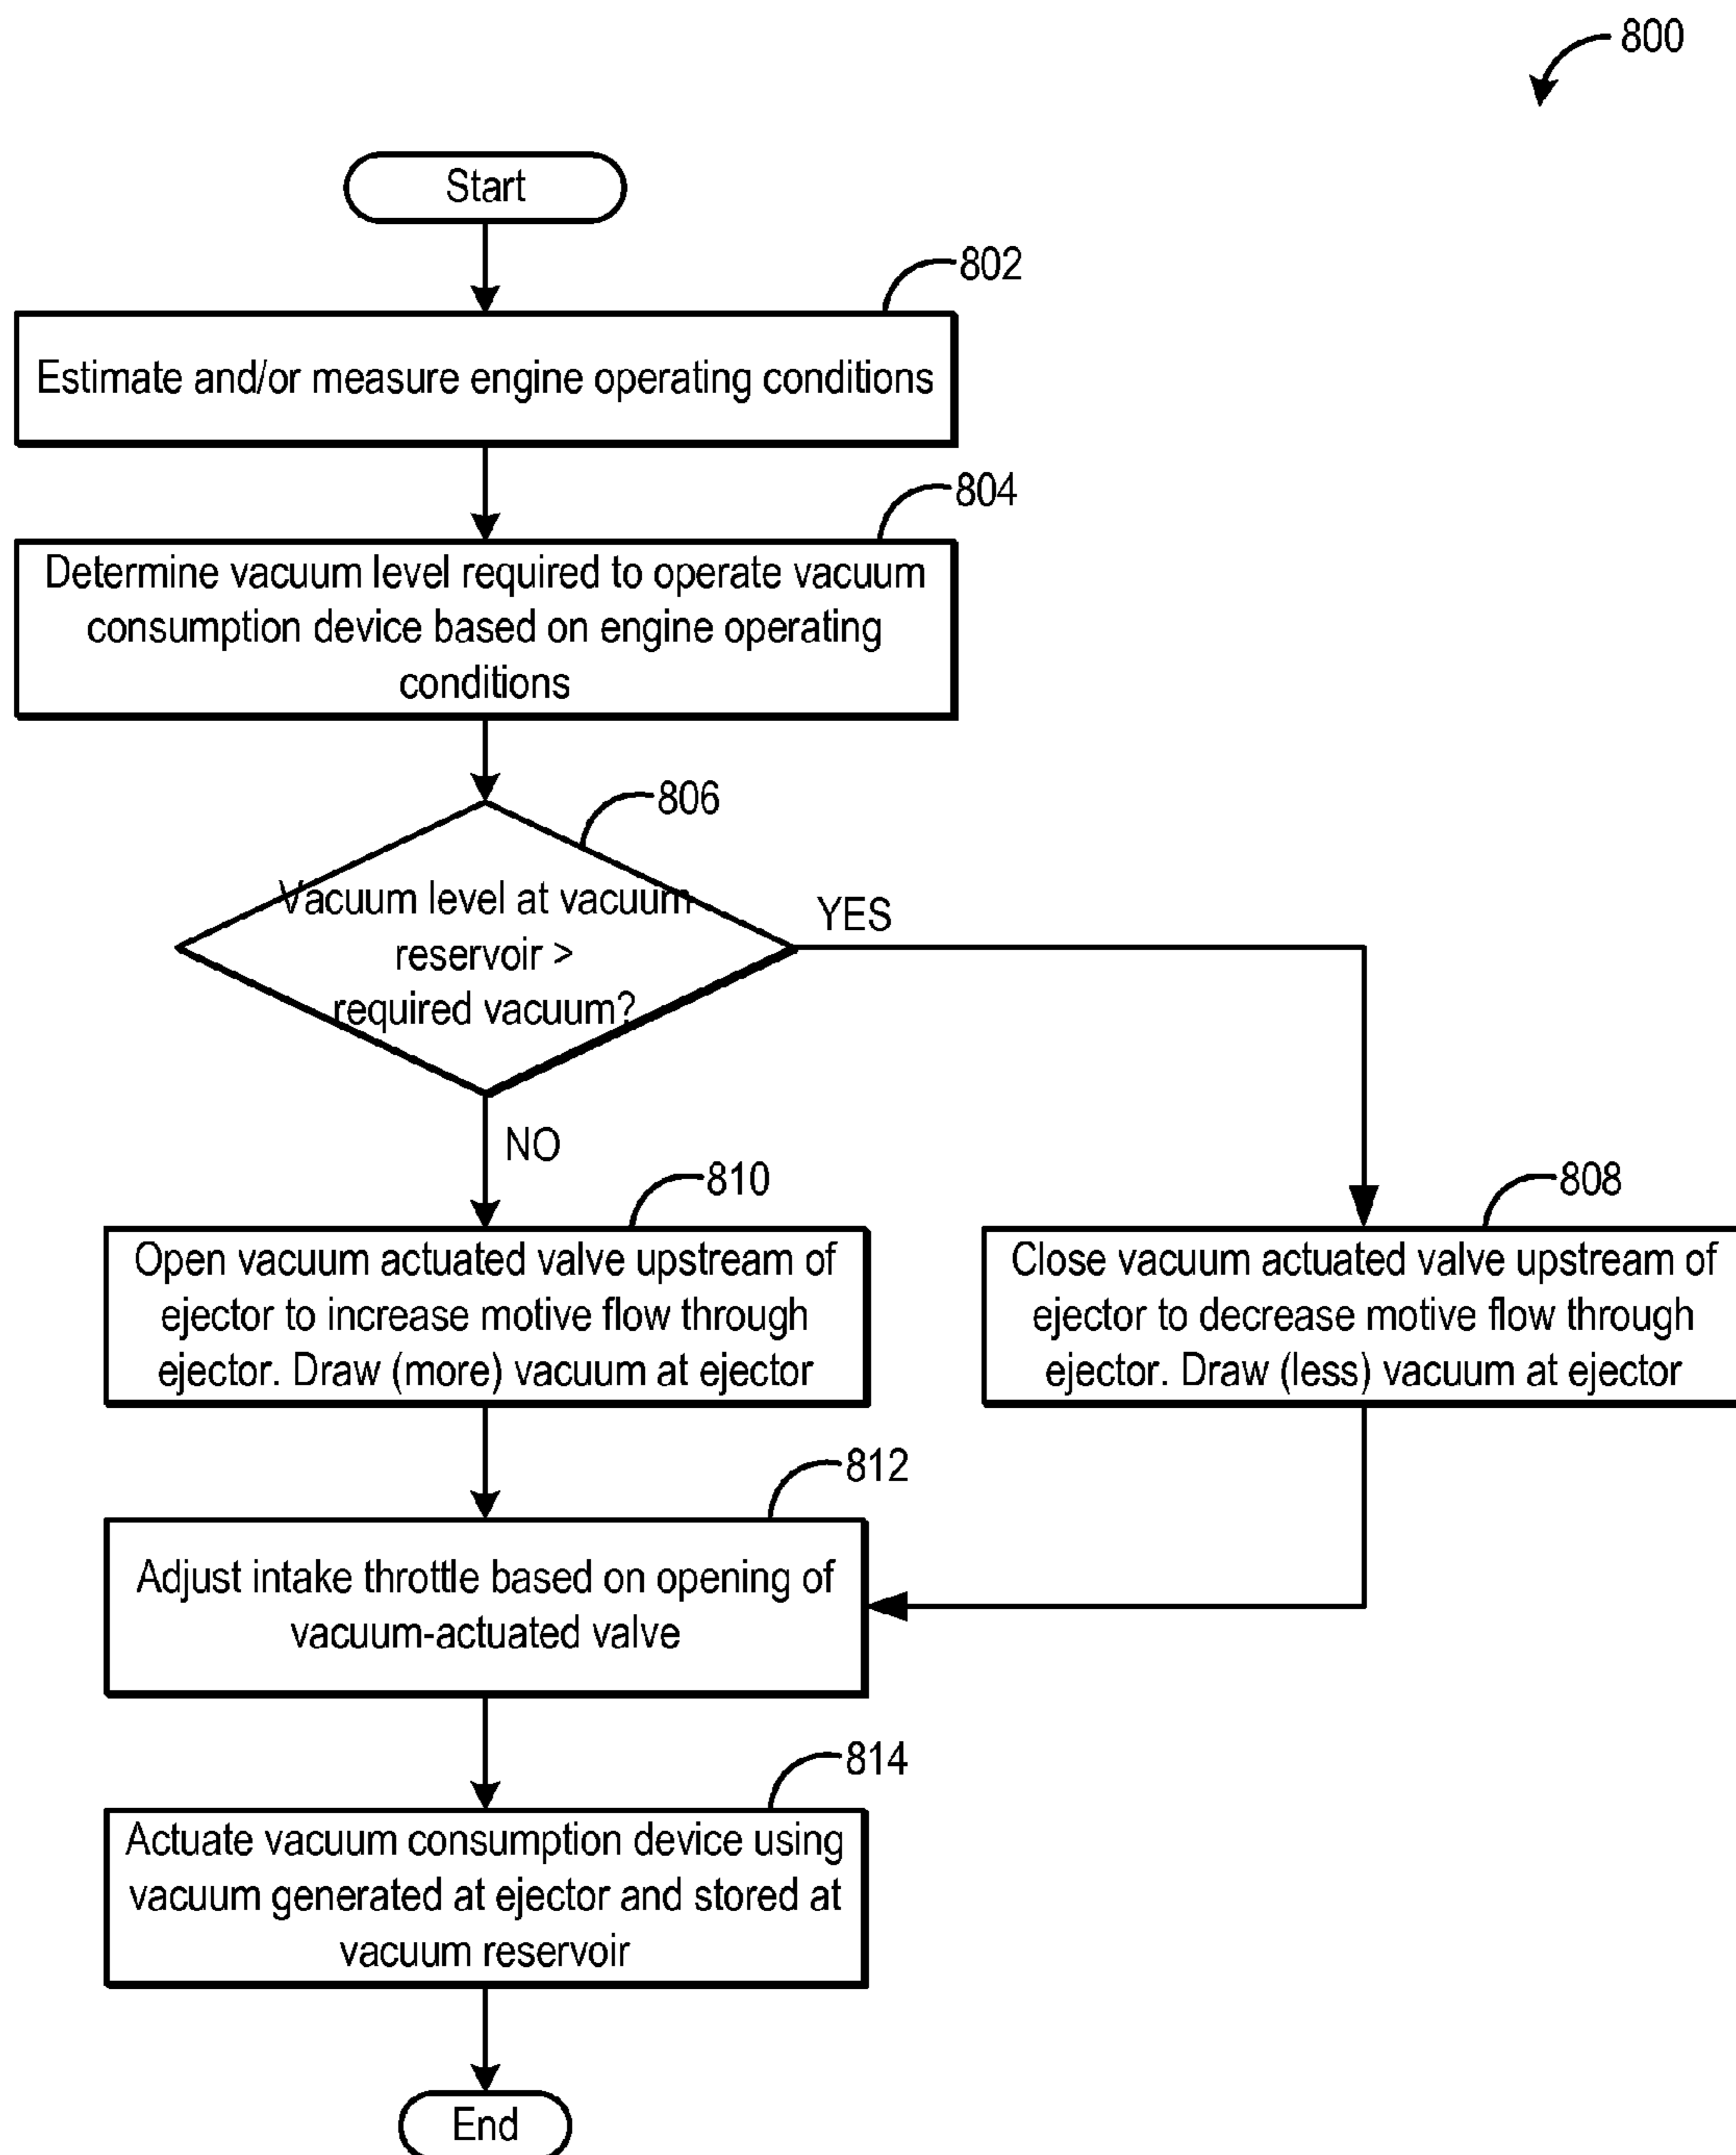 800
Start
802
Estimate and/or measure engine operating conditions
804
Determine vacuum level required to operate vacuum
consumption device based on engine operating
conditions
806
Vacuum level at vacuum
reservoir >
required vacuum?
YES
NO
810
Open vacuum actuated valve upstream of
ejector to increase motive flow through
ejector. Draw (more) vacuum at ejector
808
Close vacuum actuated valve upstream of
ejector to decrease motive flow through
ejector. Draw (less) vacuum at ejector
812
Adjust intake throttle based on opening of
vacuum-actuated valve
814
Actuate vacuum consumption device using
vacuum generated at ejector and stored at
vacuum reservoir
End